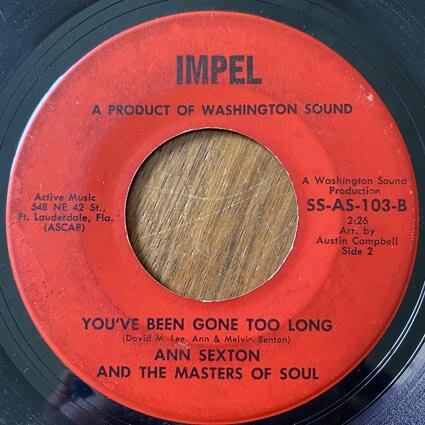 IMPEL
A PRODUCT OF WASHINGTON SOUND
Active Music
548 NE 42 St.,
Ft. Lauderdale, Fla.
(ASCAP)
A Washington Sound
Production
SS-AS-103-B
2:26
Arr. by
Austin Campbell
Side 2
YOU'VE BEEN GONE TOO LONG
(David M. Lee, Ann & Melvin Benton)
ANN SEXTON
AND THE MASTERS OF SOUL